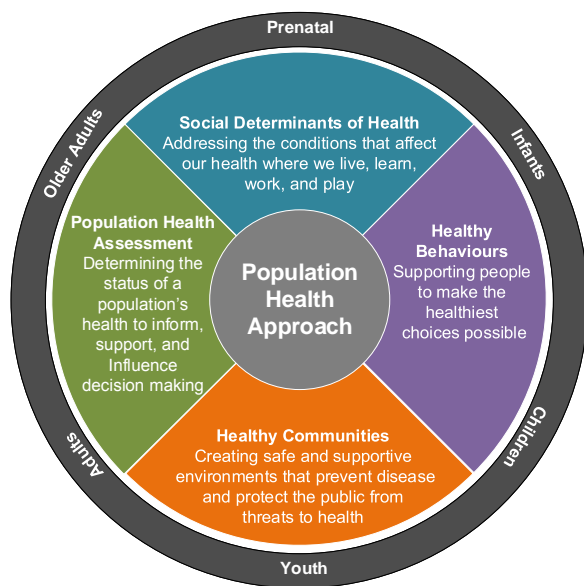 Prenatal
Social Determinants of Health
Addressing the conditions that affect
our health where we live, learn,
work, and play
Older Adults
Infants
Population Health
Assessment
Determining the
status of a
population's
health to inform,
support, and
Influence
decision making
Population
Health
Approach
Healthy
Behaviours
Supporting people
to make the
healthiest
choices possible
Healthy Communities
Creating safe and supportive
environments that prevent disease
and protect the public from
threats to health
Adults
Children
Youth